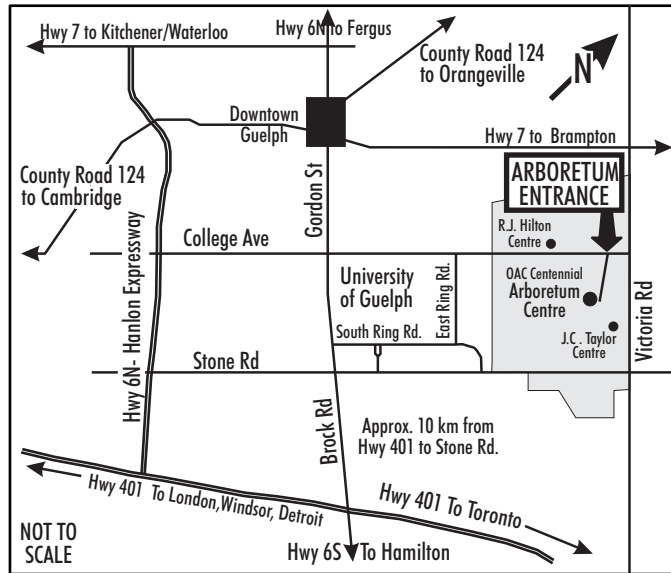 Hwy 7 to Kitchener/Waterloo
Hwy 6N to Fergus
County Road 124
to Orangeville
N
Downtown
Guelph
Hwy 7 to Brampton
County Road 124
to Cambridge
ARBORETUM
ENTRANCE
Gordon St
R.J. Hilton
Centre
College Ave
Hwy 6N- Hanlon Expressway
University
of Guelph
East Ring Rd.
OAC Centennial
Arboretum
Centre
Victoria Rd
South Ring Rd.
J.C. Taylor
Centre
Stone Rd
Brock Rd
Approx. 10 km from
Hwy 401 to Stone Rd.
Hwy 401 To London,Windsor, Detroit
Hwy 401 To Toronto
NOT TO
SCALE
Hwy 6S To Hamilton